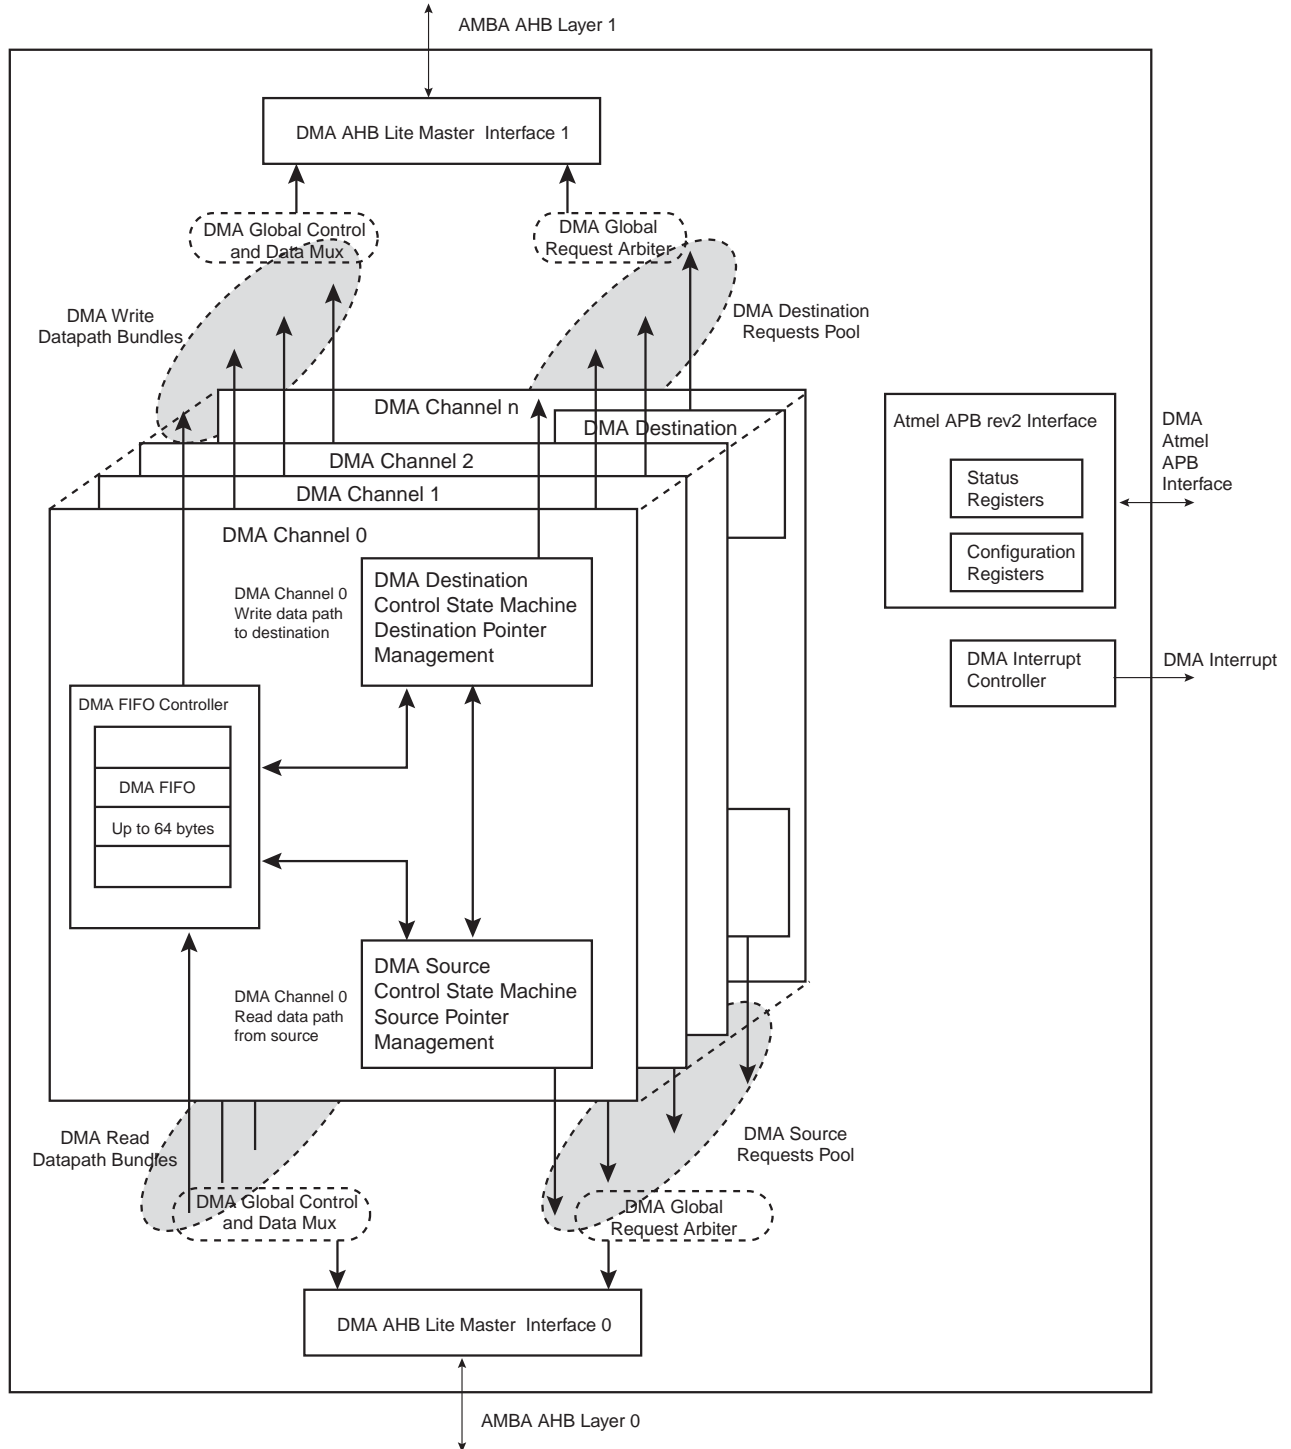 AMBA AHB Layer 1
DMA AHB Lite Master Interface 1
DMA Global Control
and Data Mux
DMA Global
Request Arbiter
DMA Write
Datapath Bundles
DMA Destination
Requests Pool
DMA Channel n
DMA Destination
DMA Channel 2
DMA Channel 1
DMA Channel 0
Atmel APB rev2 Interface
Status
Registers
Configuration
Registers
DMA
Atmel
APB
Interface
DMA Channel 0
Write data path
to destination
DMA Destination
Control State Machine
Destination Pointer
Management
DMA Interrupt
Controller
DMA Interrupt
DMA FIFO Controller
DMA FIFO
Up to 64 bytes
DMA Channel 0
Read data path
from source
DMA Source
Control State Machine
Source Pointer
Management
DMA Read
Datapath Bundles
DMA Source
Requests Pool
DMA Global Control
and Data Mux
DMA Global
Request Arbiter
DMA AHB Lite Master Interface 0
AMBA AHB Layer 0